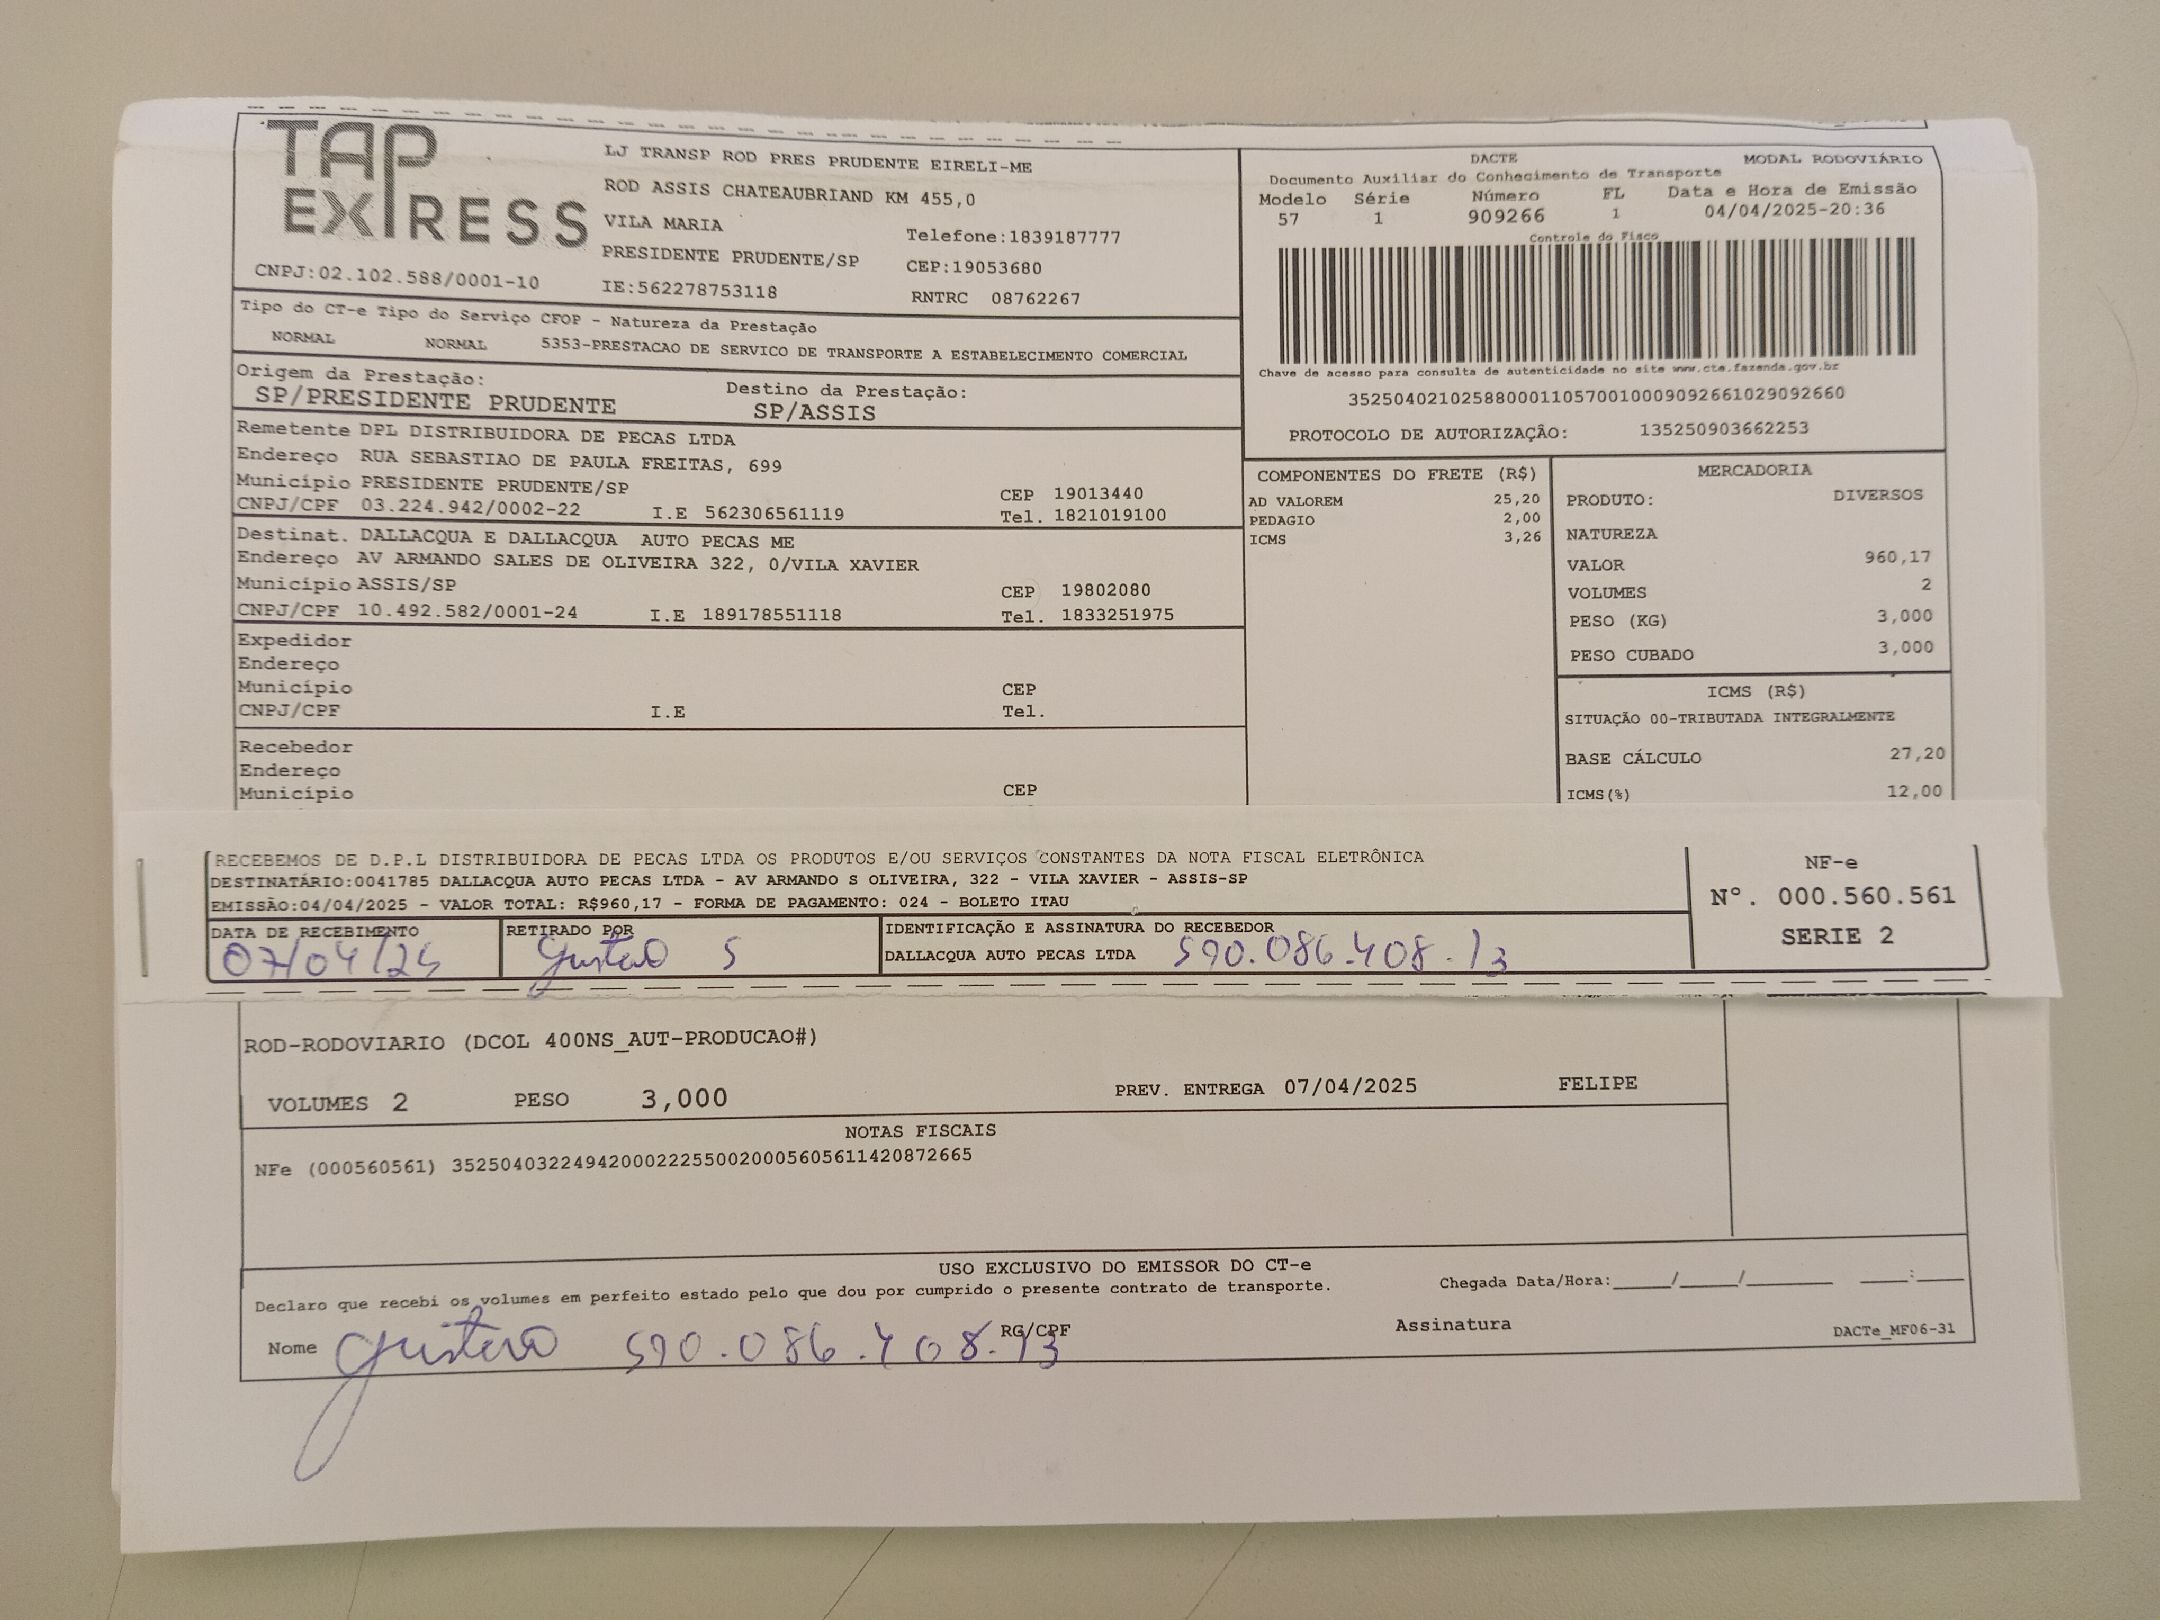 TAP EXPRESS
LJ TRANSP ROD PRES PRUDENTE EIRELI-ME
ROD ASSIS CHATEAUBRIAND KM 455,0
VILA MARIA
Telefone:1839187777
PRESIDENTE PRUDENTE/SP CEP:19053680
CNPJ:02.102.588/0001-10 IE:562278753118 RNTRC 08762267
DACTE MODAL RODOVIÁRIO
Documento Auxiliar do Conhecimento de Transporte
Modelo Série Número FL Data e Hora de Emissão
57 1 909266 1 04/04/2025-20:36
Controle do Fisco
Chave de acesso para consulta de autenticidade no site www.cte.fazenda.gov.br
35250402102588000110570010009092661029092660
PROTOCOLO DE AUTORIZAÇÃO: 135250903662253
Tipo do CT-e Tipo do Serviço CFOP - Natureza da Prestação
NORMAL NORMAL 5353-PRESTACAO DE SERVICO DE TRANSPORTE A ESTABELECIMENTO COMERCIAL
Origem da Prestação: Destino da Prestação:
SP/PRESIDENTE PRUDENTE SP/ASSIS
Remetente DPL DISTRIBUIDORA DE PECAS LTDA
Endereço RUA SEBASTIAO DE PAULA FREITAS, 699
Município PRESIDENTE PRUDENTE/SP CEP 19013440
CNPJ/CPF 03.224.942/0002-22 I.E 562306561119 Tel. 1821019100
Destinat. DALLACQUA E DALLACQUA AUTO PECAS ME
Endereço AV ARMANDO SALES DE OLIVEIRA 322, 0/VILA XAVIER
Município ASSIS/SP CEP 19802080
CNPJ/CPF 10.492.582/0001-24 I.E 189178551118 Tel. 1833251975
Expedidor
Endereço
Município CEP
CNPJ/CPF I.E Tel.
Recebedor
Endereço
Município CEP
COMPONENTES DO FRETE (R$)
AD VALOREM 25,20
PEDAGIO 2,00
ICMS 3,26
MERCADORIA
PRODUTO: DIVERSOS
NATUREZA
VALOR 960,17
VOLUMES 2
PESO (KG) 3,000
PESO CUBADO 3,000
ICMS (R$)
SITUAÇÃO 00-TRIBUTADA INTEGRALMENTE
BASE CÁLCULO 27,20
ICMS(%) 12,00
RECEBEMOS DE D.P.L DISTRIBUIDORA DE PECAS LTDA OS PRODUTOS E/OU SERVIÇOS CONSTANTES DA NOTA FISCAL ELETRÔNICA
DESTINATÁRIO:0041785 DALLACQUA AUTO PECAS LTDA - AV ARMANDO S OLIVEIRA, 322 - VILA XAVIER - ASSIS-SP
EMISSÃO:04/04/2025 - VALOR TOTAL: R$960,17 - FORMA DE PAGAMENTO: 024 - BOLETO ITAU
NF-e
Nº. 000.560.561
SERIE 2
DATA DE RECEBIMENTO RETIRADO POR IDENTIFICAÇÃO E ASSINATURA DO RECEBEDOR
07/04/25 Gustavo S DALLACQUA AUTO PECAS LTDA 590.086.408.13
ROD-RODOVIARIO (DCOL 400NS_AUT-PRODUCAO#)
VOLUMES 2 PESO 3,000 PREV. ENTREGA 07/04/2025 FELIPE
NOTAS FISCAIS
NFe (000560561) 35250403224942000222550020005605611420872665
USO EXCLUSIVO DO EMISSOR DO CT-e
Declaro que recebi os volumes em perfeito estado pelo que dou por cumprido o presente contrato de transporte. Chegada Data/Hora:_____/_____/_______ ____:____
Nome Gustavo 590.086.408.13 RG/CPF Assinatura DACTe_MF06-31